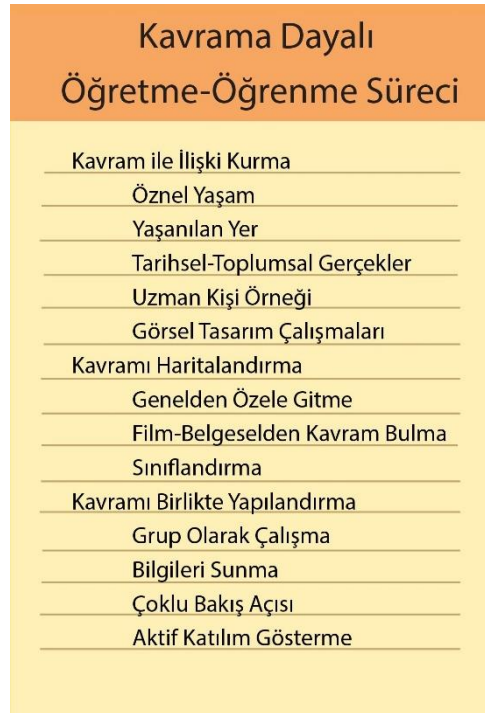 Kavrama Dayalı
Öğretme-Öğrenme Süreci
Kavram ile İlişki Kurma
Öznel Yaşam
Yaşanılan Yer
Tarihsel-Toplumsal Gerçekler
Uzman Kişi Örneği
Görsel Tasarım Çalışmaları
Kavramı Haritalandırma
Genelden Özele Gitme
Film-Belgeselden Kavram Bulma
Sınıflandırma
Kavramı Birlikte Yapılandırma
Grup Olarak Çalışma
Bilgileri Sunma
Çoklu Bakış Açısı
Aktif Katılım Gösterme